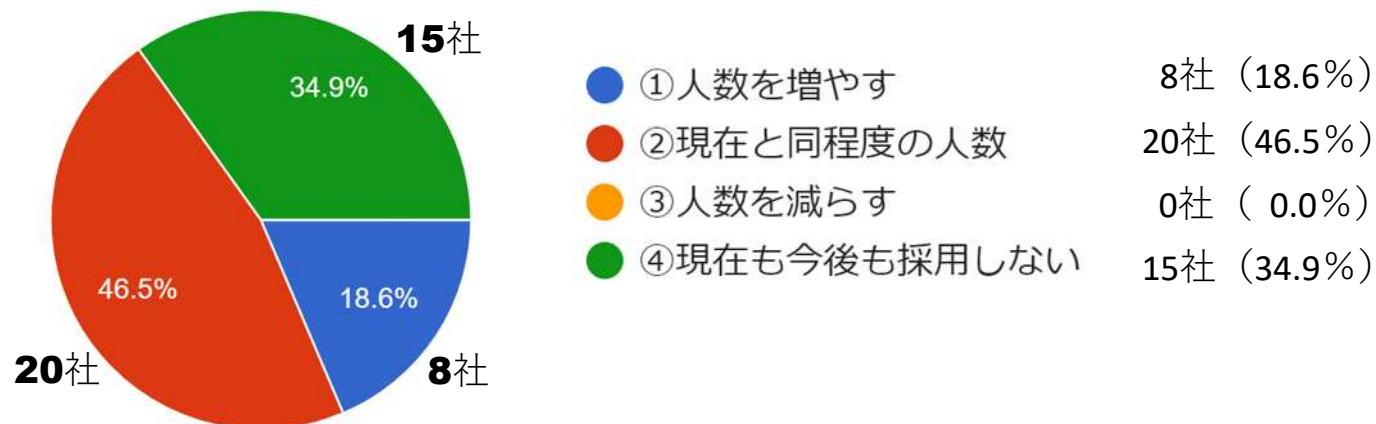 15社
34.9%
46.5%
18.6%
20社
8社
①人数を増やす 8社（18.6％）
②現在と同程度の人数 20社（46.5％）
③人数を減らす 0社（ 0.0％）
④現在も今後も採用しない 15社（34.9％）